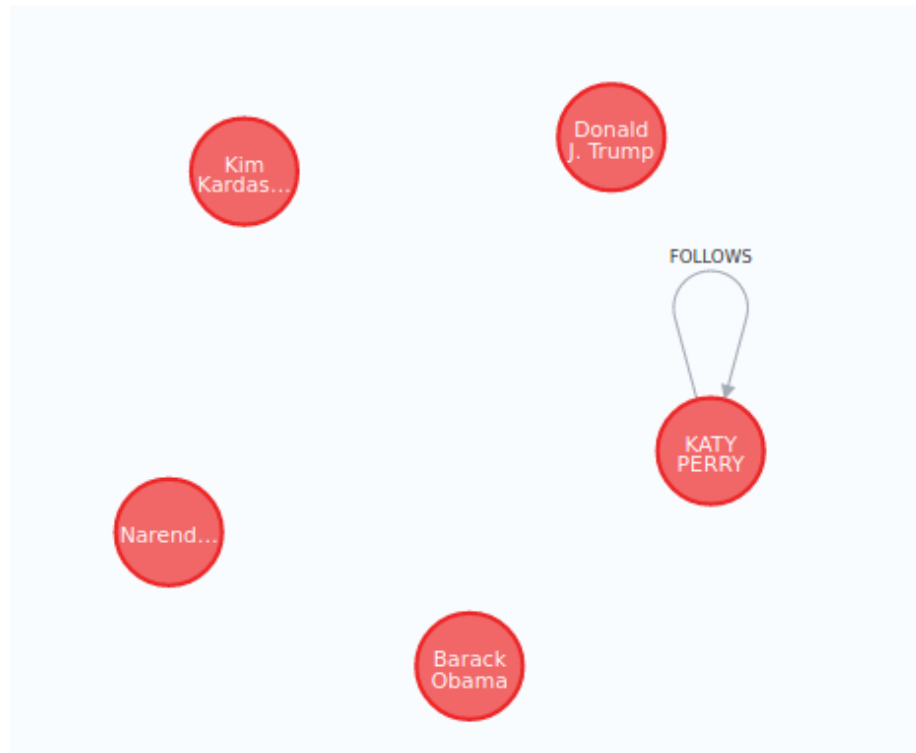 Donald
J. Trump
Kim
Kardas...
FOLLOWS
KATY
PERRY
Narend...
Barack
Obama